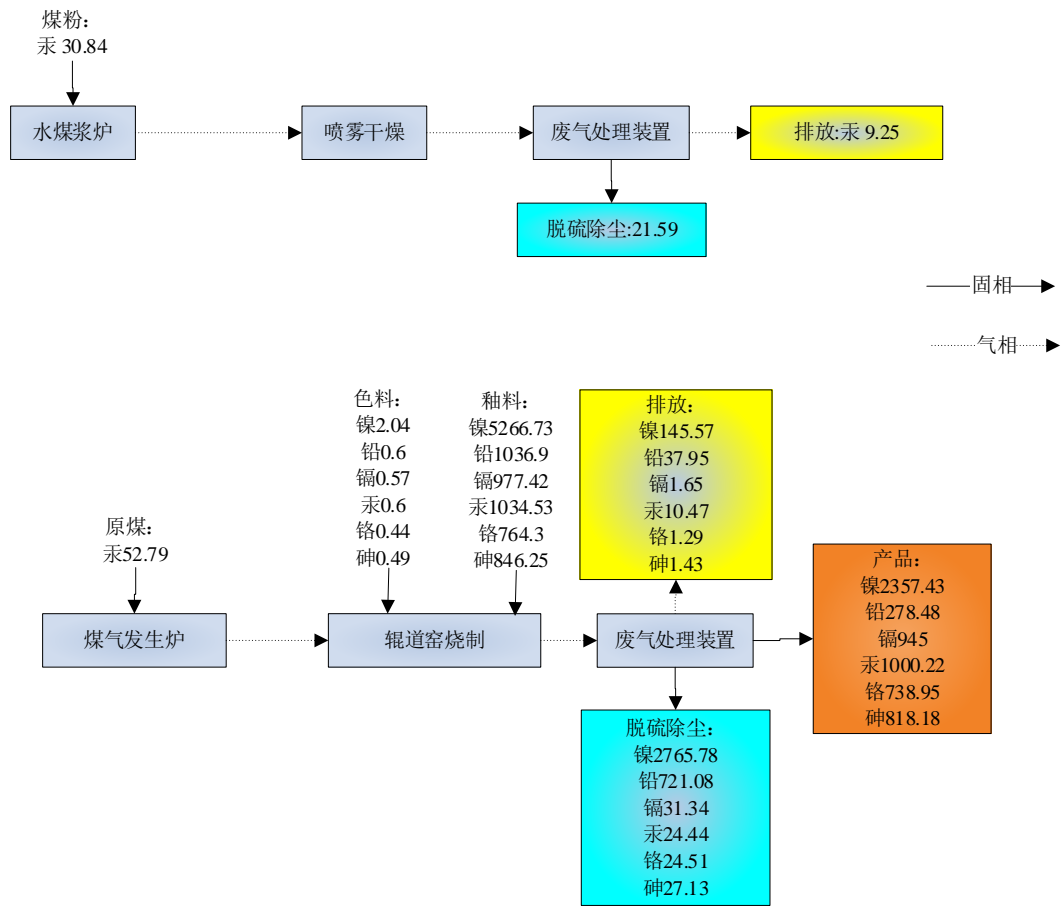 煤粉：
汞 30.84
水煤浆炉
喷雾干燥
废气处理装置
排放:汞 9.25
脱硫除尘:21.59
固相
气相
色料：
镍2.04
铅0.6
镉0.57
汞0.6
铬0.44
砷0.49
釉料：
镍5266.73
铅1036.9
镉977.42
汞1034.53
铬764.3
砷846.25
排放：
镍145.57
铅37.95
镉1.65
汞10.47
铬1.29
砷1.43
原煤：
汞52.79
煤气发生炉
辊道窑烧制
废气处理装置
产品：
镍2357.43
铅278.48
镉945
汞1000.22
铬738.95
砷818.18
脱硫除尘：
镍2765.78
铅721.08
镉31.34
汞24.44
铬24.51
砷27.13